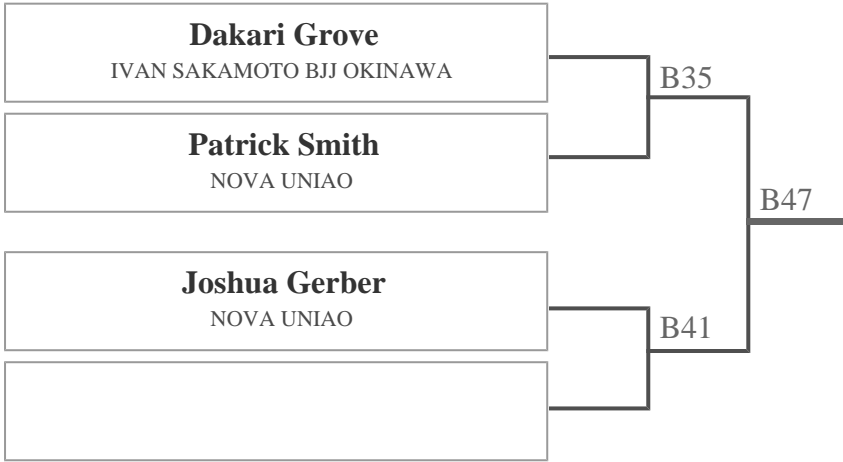 Dakari Grove
IVAN SAKAMOTO BJJ OKINAWA
B35
Patrick Smith
NOVA UNIAO
B47
Joshua Gerber
NOVA UNIAO
B41